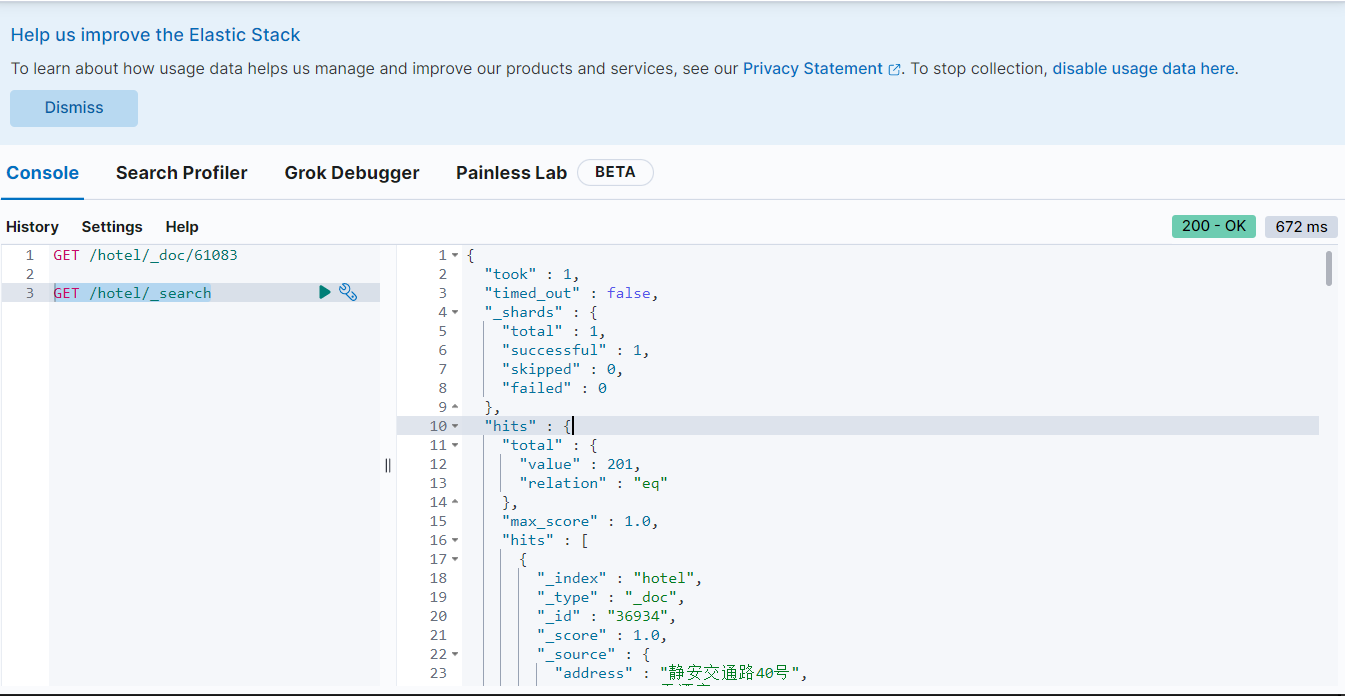 Help us improve the Elastic Stack
To learn about how usage data helps us manage and improve our products and services, see our Privacy Statement. To stop collection, disable usage data here.
Dismiss
Console Search Profiler Grok Debugger Painless Lab BETA
History Settings Help 200 - OK 672 ms
1 GET /hotel/_doc/61083
2
3 GET /hotel/_search
1 {
2 "took" : 1,
3 "timed_out" : false,
4 "_shards" : {
5 "total" : 1,
6 "successful" : 1,
7 "skipped" : 0,
8 "failed" : 0
9 },
10 "hits" : {
11 "total" : {
12 "value" : 201,
13 "relation" : "eq"
14 },
15 "max_score" : 1.0,
16 "hits" : [
17 {
18 "_index" : "hotel",
19 "_type" : "_doc",
20 "_id" : "36934",
21 "_score" : 1.0,
22 "_source" : {
23 "address" : "静安交通路40号",